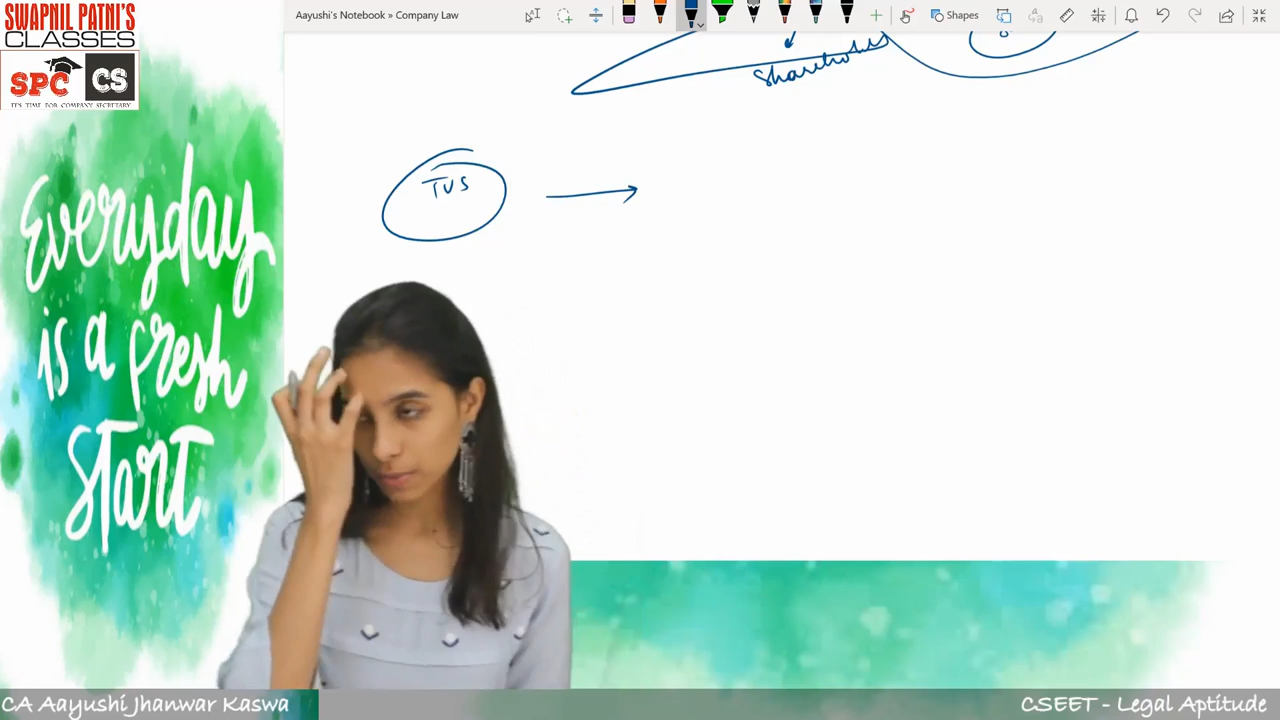 SWAPNIL PATNI'S
CLASSES
SPC CS
IT'S TIME FOR COMPANY SECRETARY
Aayushi's Notebook » Company Law
Shapes
TVS
Everyday
is a
fresh
Start
CA Aayushi Jhanwar Kaswa
CSEET - Legal Aptitude